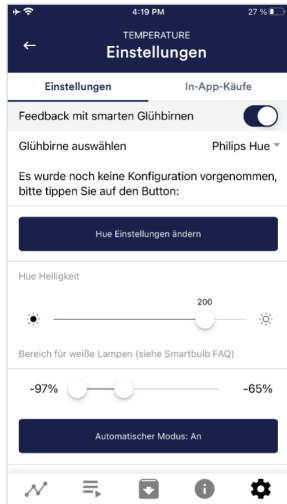 4:19 PM
27 %
TEMPERATURE
Einstellungen
Einstellungen
In-App-Käufe
Feedback mit smarten Glühbirnen
Glühbirne auswählen
Philips Hue
Es wurde noch keine Konfiguration vorgenommen,
bitte tippen Sie auf den Button:
Hue Einstellungen ändern
Hue Helligkeit
200
Bereich für weiße Lampen (siehe Smartbulb FAQ)
-97%
-65%
Automatischer Modus: An